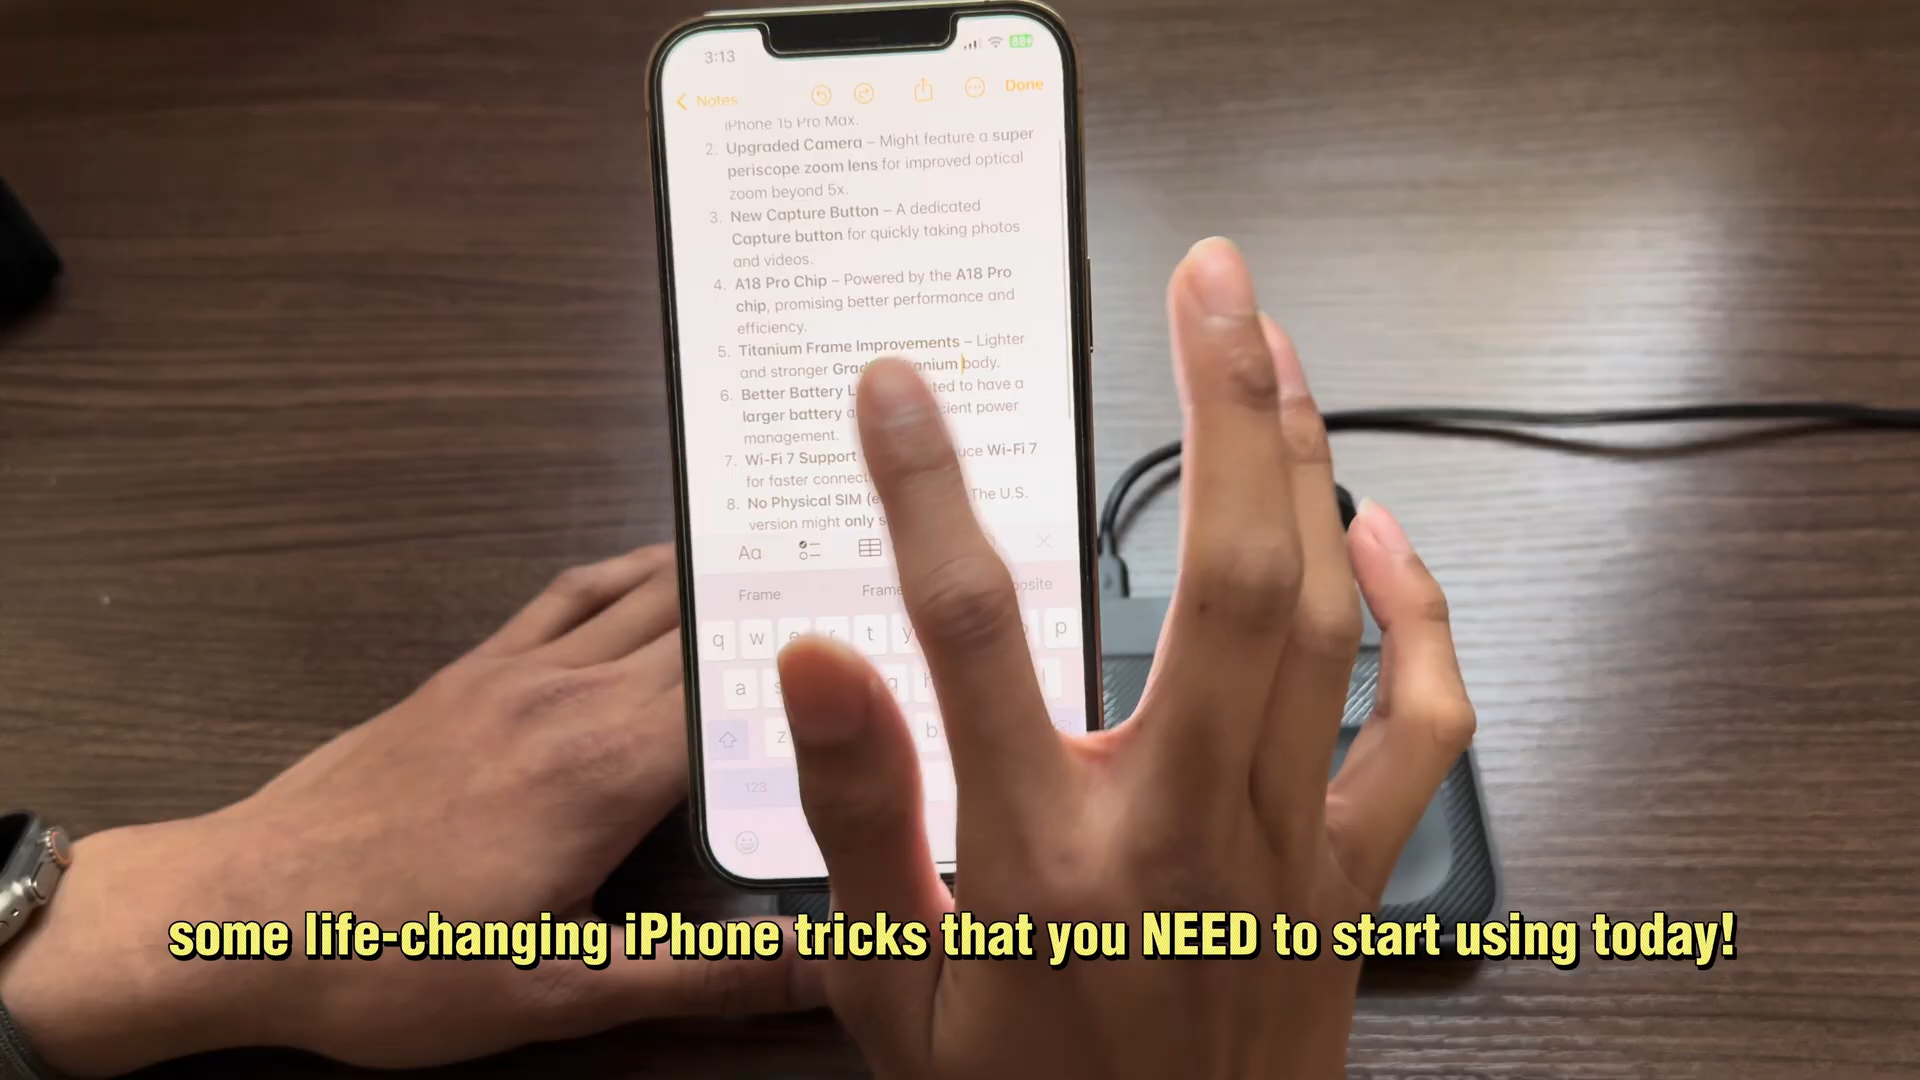 3:13
88
Notes
Done
iPhone 15 Pro Max.
2. Upgraded Camera – Might feature a super
periscope zoom lens for improved optical
zoom beyond 5x.
3. New Capture Button – A dedicated
Capture button for quickly taking photos
and videos.
4. A18 Pro Chip – Powered by the A18 Pro
chip, promising better performance and
efficiency.
5. Titanium Frame Improvements – Lighter
and stronger body.
6. Better Battery to have a
larger battery power
management.
7. Wi-Fi 7 Support Wi-Fi 7
for faster
8. No Physical SIM The U.S.
version might only
Aa
Frame
q w e r t y p
a
z b
123
some life-changing iPhone tricks that you NEED to start using today!